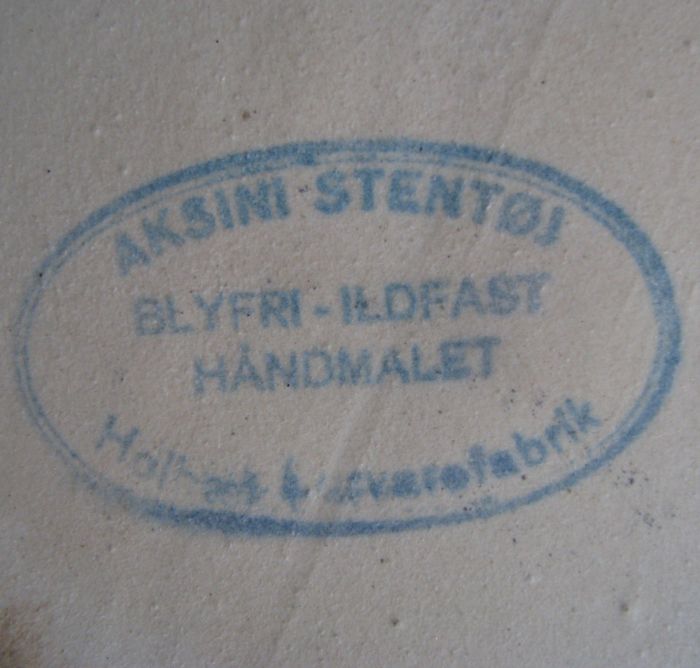 AKSINI STENTØJ
BLYFRI - ILDFAST
HÅNDMALET